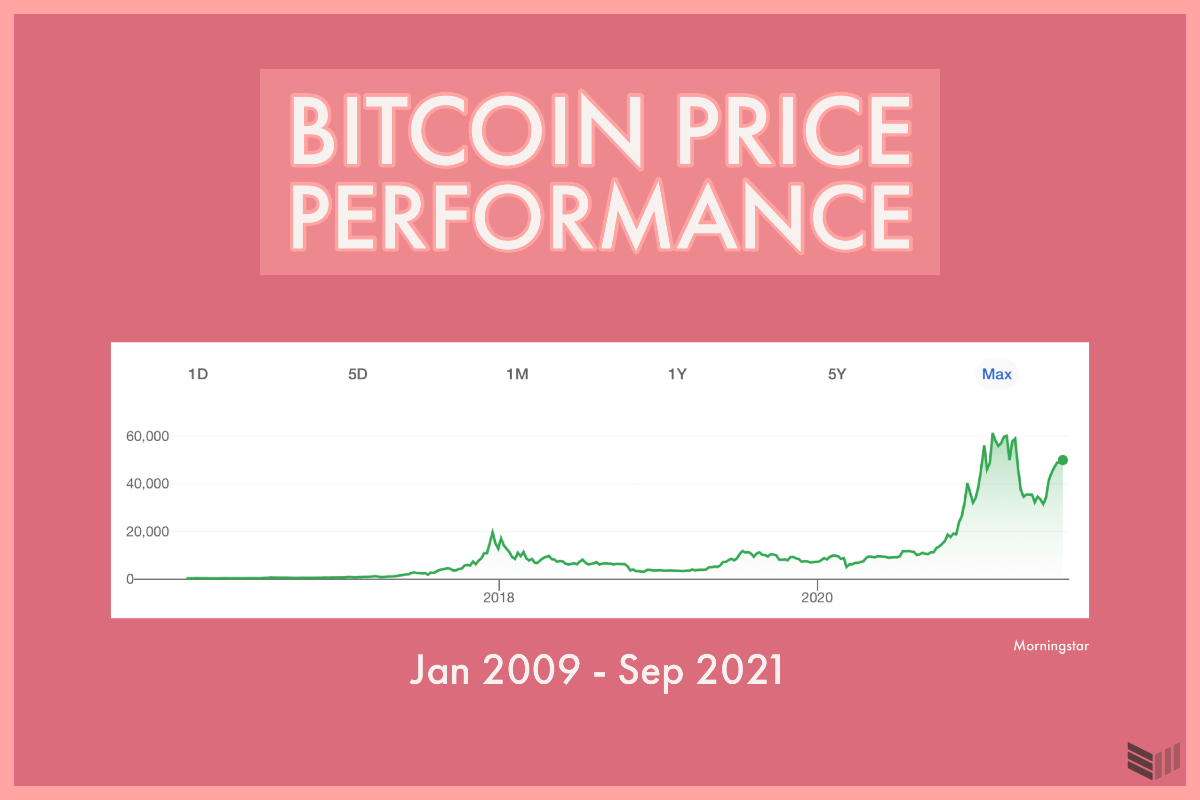 BITCOIN PRICE
PERFORMANCE
1D 5D 1M 1Y 5Y Max
60,000
40,000
20,000
0
2018 2020
Morningstar
Jan 2009 - Sep 2021